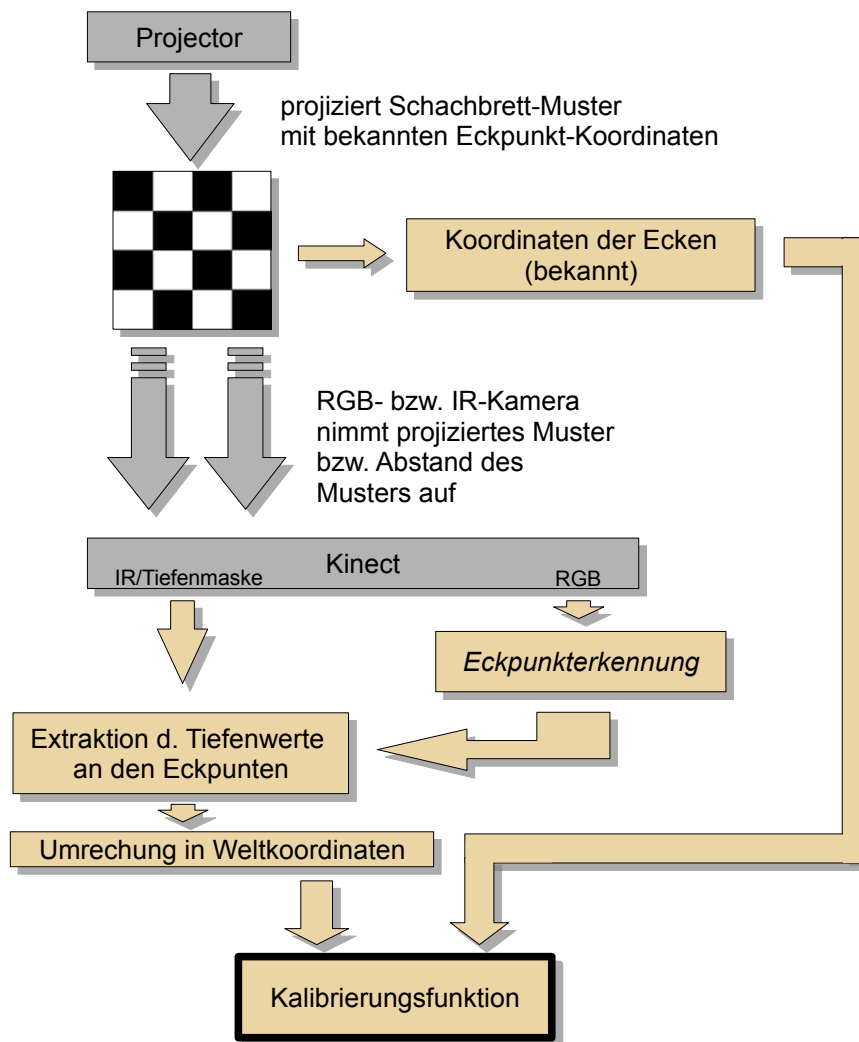 Projector
projiziert Schachbrett-Muster
mit bekannten Eckpunkt-Koordinaten
Koordinaten der Ecken
(bekannt)
RGB- bzw. IR-Kamera
nimmt projiziertes Muster
bzw. Abstand des
Musters auf
Kinect
IR/Tiefenmaske
RGB
Eckpunkterkennung
Extraktion d. Tiefenwerte
an den Eckpunten
Umrechung in Weltkoordinaten
Kalibrierungsfunktion